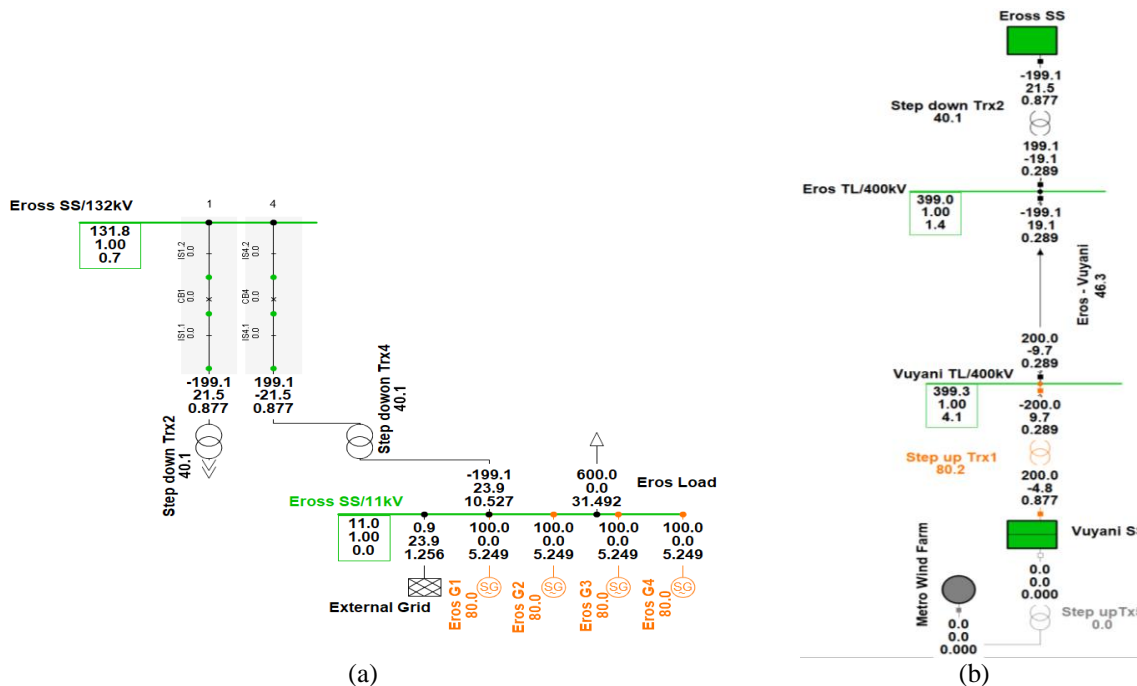 Eross SS/132kV
131.8
1.00
0.7
1
4
IS1.2
0.0
CB1
0.0
IS1.1
0.0
IS4.2
0.0
CB4
0.0
IS4.1
0.0
-199.1
21.5
0.877
199.1
-21.5
0.877
Step down Trx2
40.1
Step dowon Trx4
40.1
-199.1
23.9
10.527
600.0
0.0
31.492
Eros Load
Eross SS/11kV
11.0
1.00
0.0
0.9
23.9
1.256
100.0
0.0
5.249
100.0
0.0
5.249
100.0
0.0
5.249
100.0
0.0
5.249
External Grid
Eros G1
80.0
SG
Eros G2
80.0
SG
Eros G3
80.0
SG
Eros G4
80.0
SG
(a)
Eross SS
-199.1
21.5
0.877
Step down Trx2
40.1
199.1
-19.1
0.289
Eros TL/400kV
399.0
1.00
1.4
-199.1
19.1
0.289
Eros - Vuyani
46.3
200.0
-9.7
0.289
Vuyani TL/400kV
399.3
1.00
4.1
-200.0
9.7
0.289
Step up Trx1
80.2
200.0
-4.8
0.877
Vuyani S
0.0
0.0
0.000
Metro Wind Farm
Step upTx
0.0
0.0
0.0
0.000
(b)